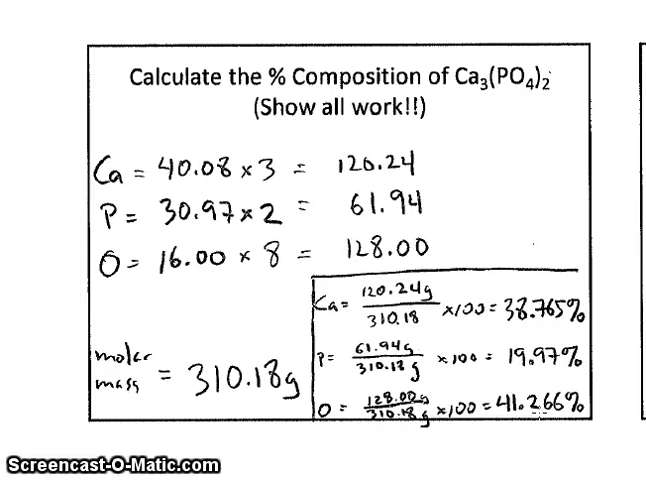 Calculate the % Composition of Ca₃(PO₄)₂
(Show all work!!)
Ca = 40.08 x 3 = 120.24
P = 30.97 x 2 = 61.94
O = 16.00 x 8 = 128.00
molar mass = 310.18g
Ca = 120.24g / 310.18 x100 = 38.765%
P = 61.94g / 310.18 g x 100 = 19.97%
O = 128.00g / 310.18 g x100 = 41.266%
Screencast-O-Matic.com